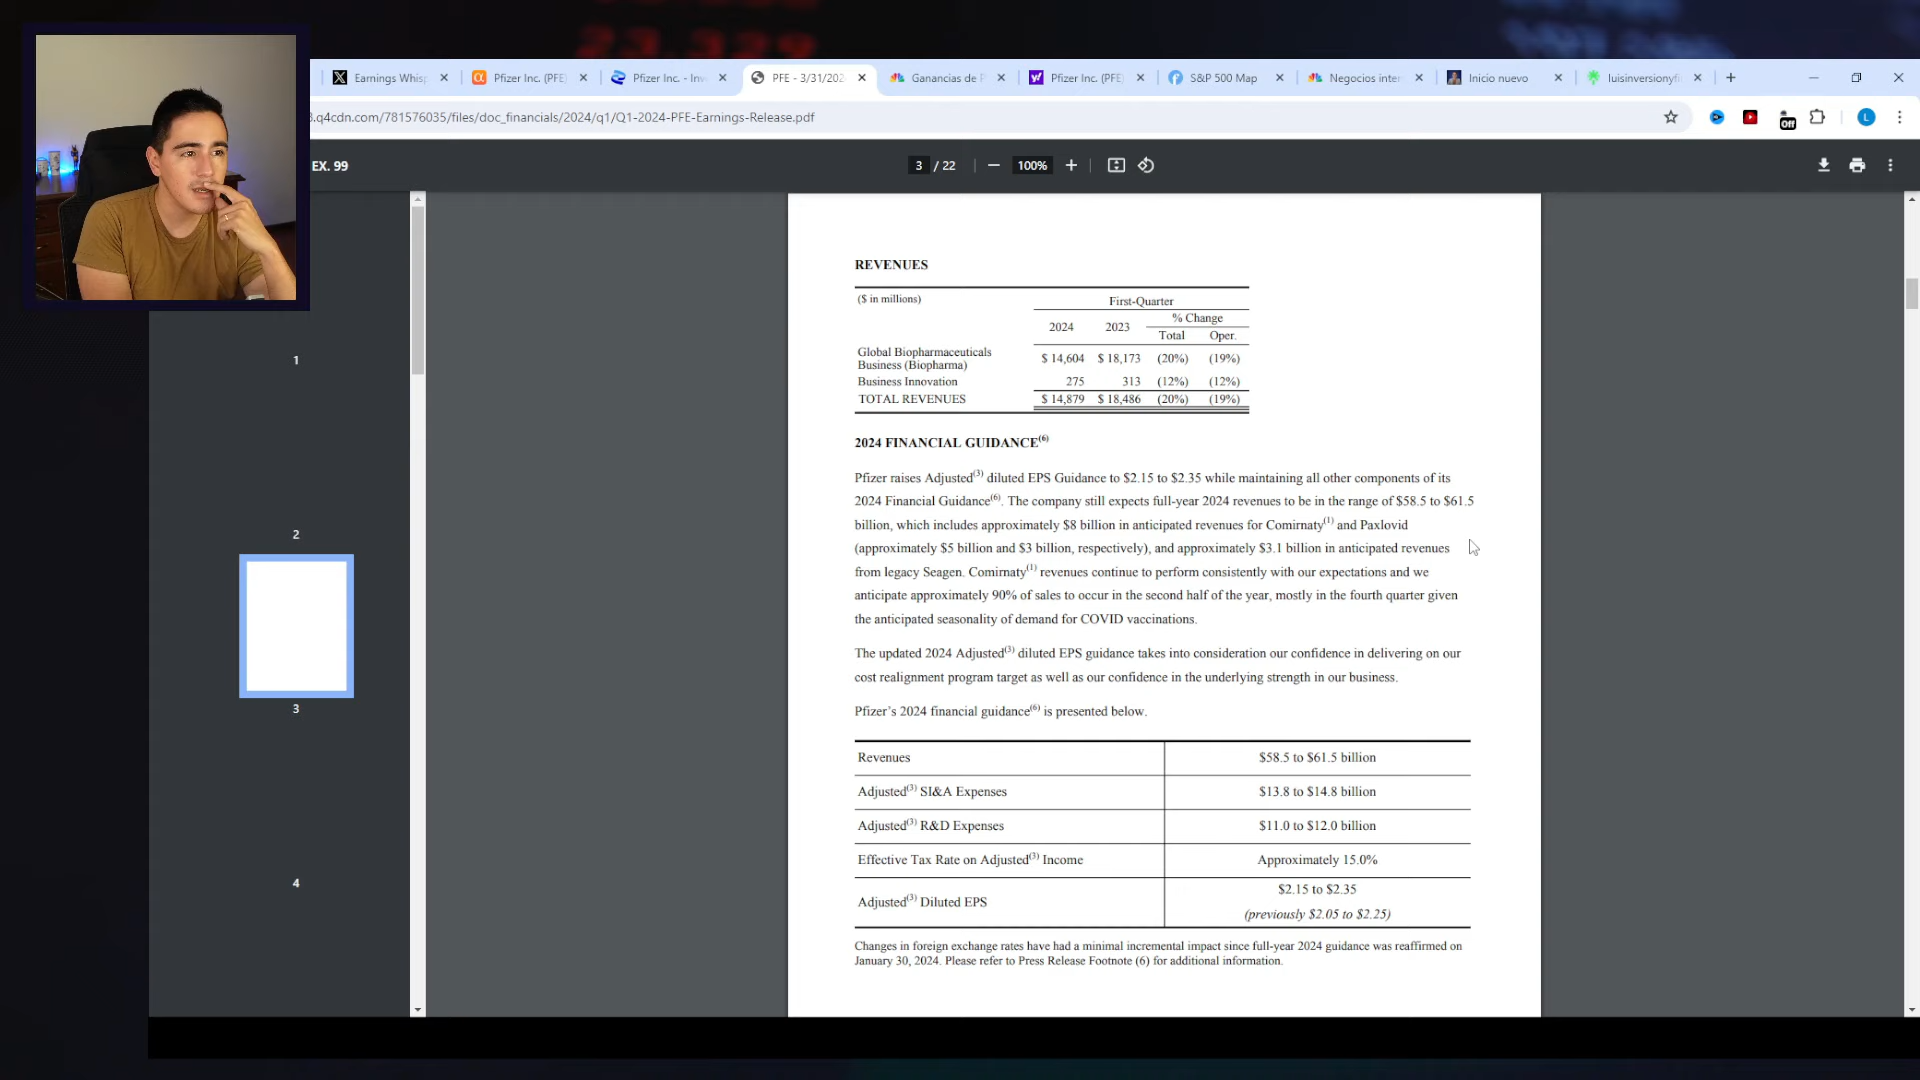 23.329
Earnings Whisp
Pfizer Inc. (PFE)
Pfizer Inc. - Inv
PFE - 3/31/202
Ganancias de P
Pfizer Inc. (PFE)
S&P 500 Map
Negocios inter
Inicio nuevo
luisinversionyfi
.q4cdn.com/781576035/files/doc_financials/2024/q1/Q1-2024-PFE-Earnings-Release.pdf
Off
L
EX. 99
3 / 22
100%
1
2
3
4
REVENUES
($ in millions) First-Quarter
% Change
2024 2023
Total Oper.
Global Biopharmaceuticals
Business (Biopharma) $ 14,604 $ 18,173 (20%) (19%)
Business Innovation 275 313 (12%) (12%)
TOTAL REVENUES $ 14,879 $ 18,486 (20%) (19%)
2024 FINANCIAL GUIDANCE(6)
Pfizer raises Adjusted(3) diluted EPS Guidance to $2.15 to $2.35 while maintaining all other components of its
2024 Financial Guidance(6). The company still expects full-year 2024 revenues to be in the range of $58.5 to $61.5
billion, which includes approximately $8 billion in anticipated revenues for Comirnaty(1) and Paxlovid
(approximately $5 billion and $3 billion, respectively), and approximately $3.1 billion in anticipated revenues
from legacy Seagen. Comirnaty(1) revenues continue to perform consistently with our expectations and we
anticipate approximately 90% of sales to occur in the second half of the year, mostly in the fourth quarter given
the anticipated seasonality of demand for COVID vaccinations.
The updated 2024 Adjusted(3) diluted EPS guidance takes into consideration our confidence in delivering on our
cost realignment program target as well as our confidence in the underlying strength in our business.
Pfizer's 2024 financial guidance(6) is presented below.
Revenues $58.5 to $61.5 billion
Adjusted(3) SI&A Expenses $13.8 to $14.8 billion
Adjusted(3) R&D Expenses $11.0 to $12.0 billion
Effective Tax Rate on Adjusted(3) Income Approximately 15.0%
Adjusted(3) Diluted EPS $2.15 to $2.35
(previously $2.05 to $2.25)
Changes in foreign exchange rates have had a minimal incremental impact since full-year 2024 guidance was reaffirmed on
January 30, 2024. Please refer to Press Release Footnote (6) for additional information.